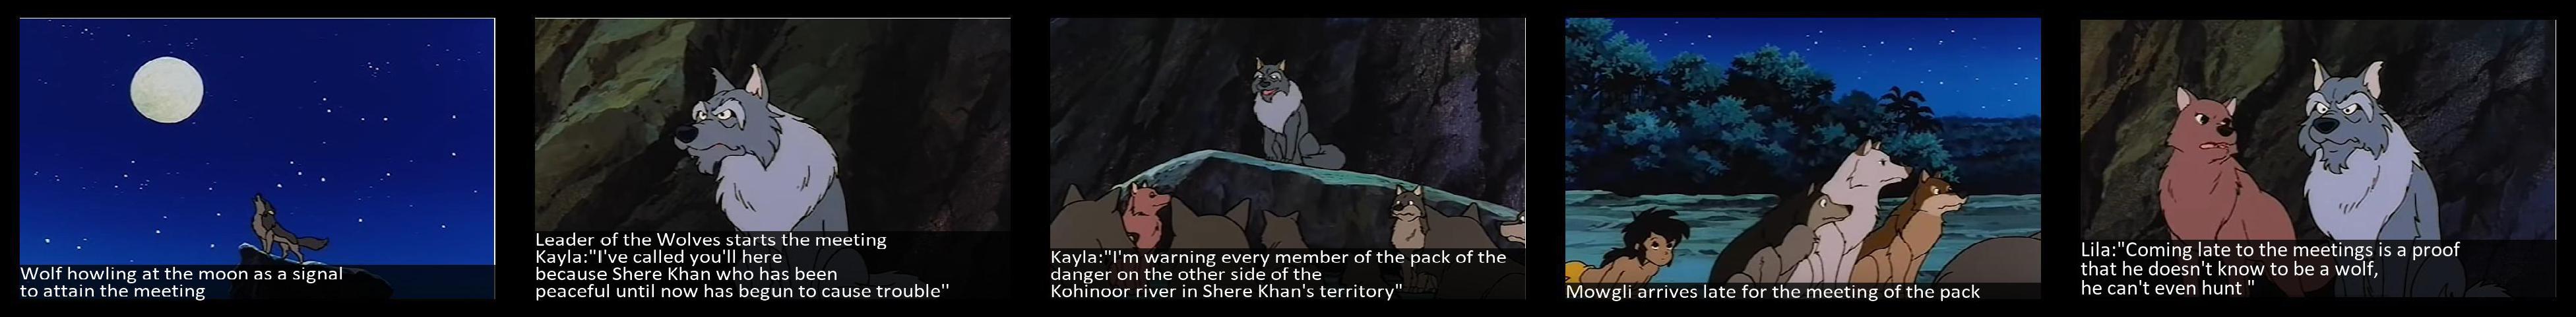 Wolf howling at the moon as a signal
to attain the meeting
Leader of the Wolves starts the meeting
Kayla:"I've called you'll here
because Shere Khan who has been
peaceful until now has begun to cause trouble"
Kayla:"I'm warning every member of the pack of the
danger on the other side of the
Kohinoor river in Shere Khan's territory"
Mowgli arrives late for the meeting of the pack
Lila:"Coming late to the meetings is a proof
that he doesn't know to be a wolf,
he can't even hunt "